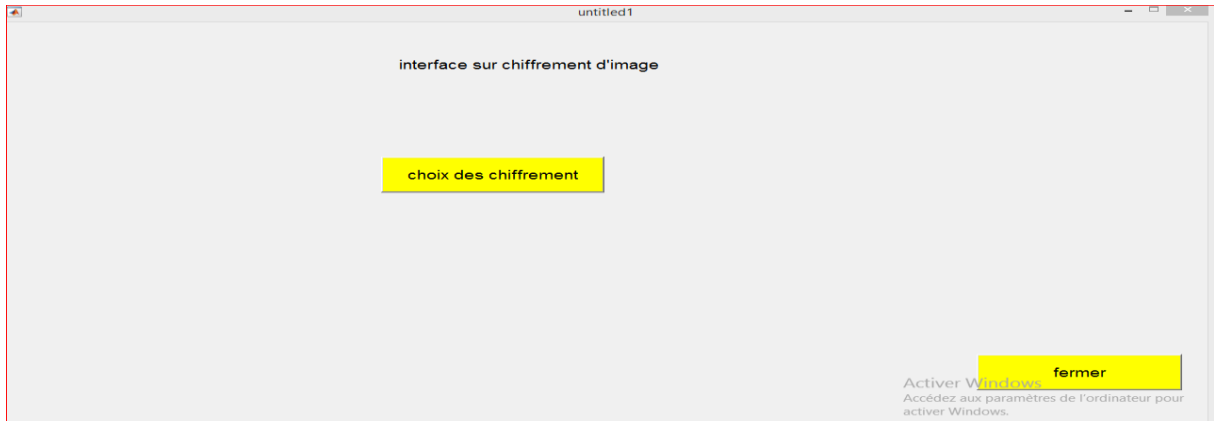 untitled1
interface sur chiffrement d'image
choix des chiffrement
fermer
Activer Windows
Accédez aux paramètres de l'ordinateur pour
activer Windows.